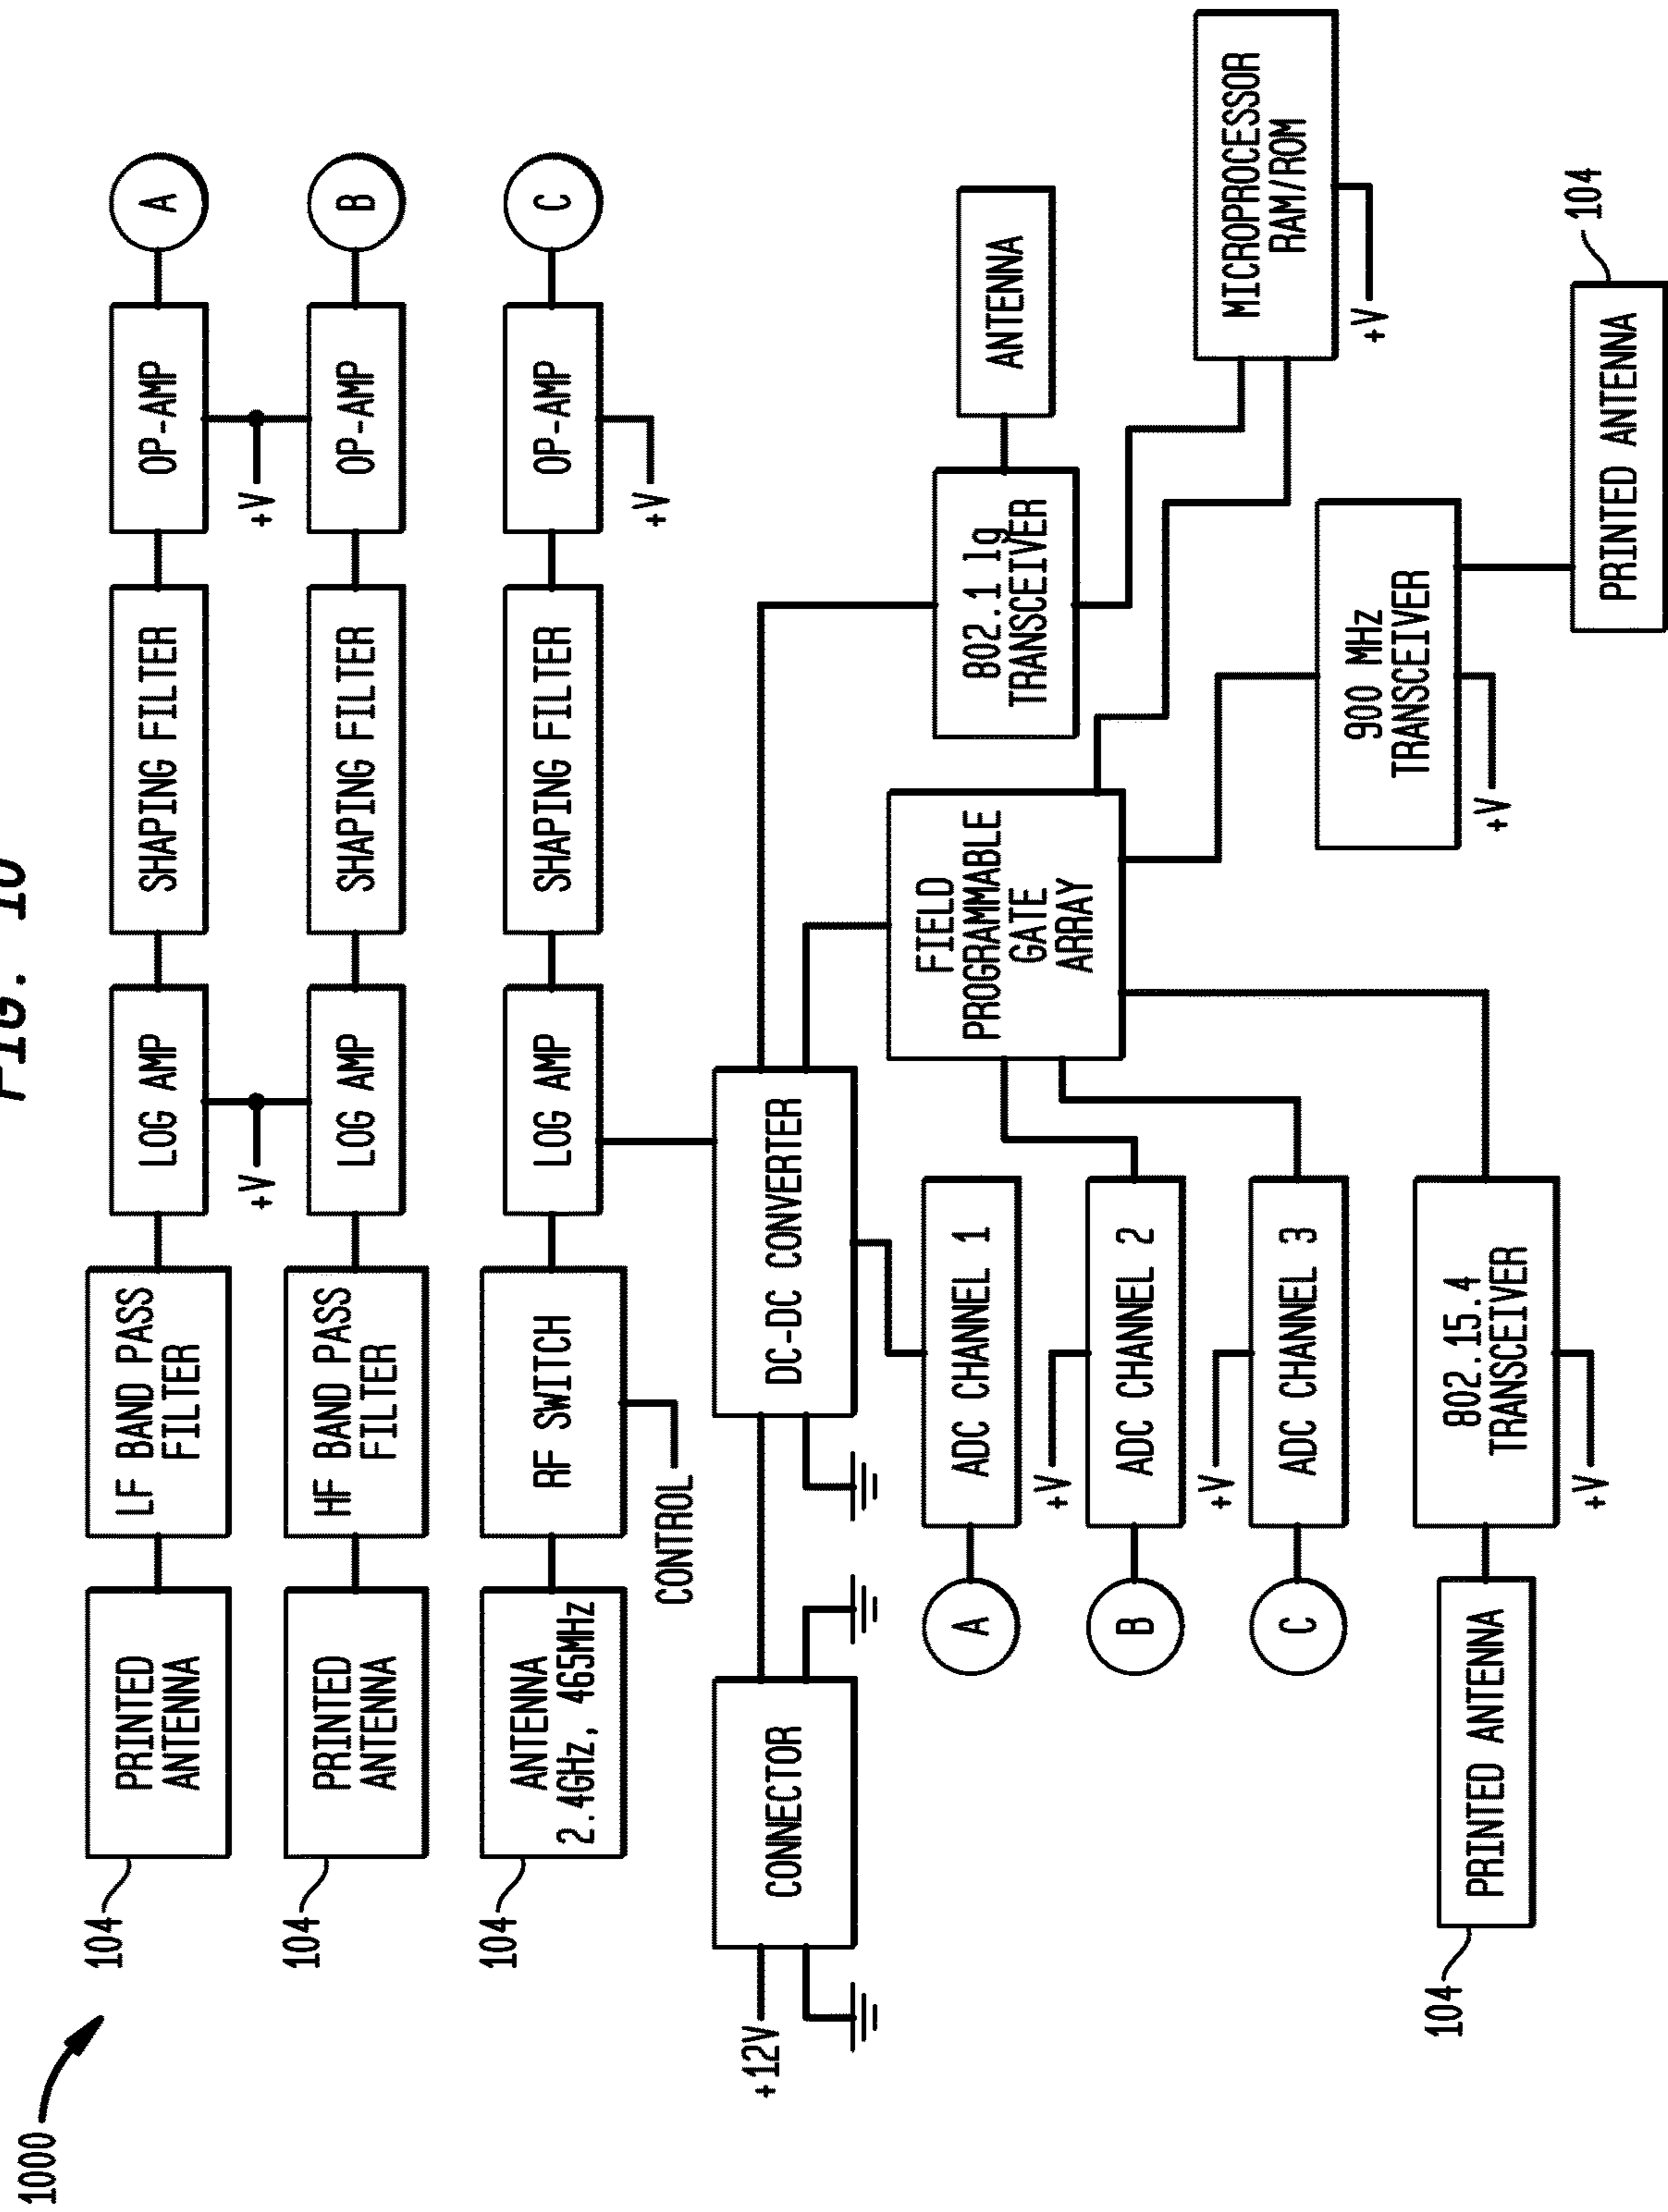 FIG. 10
1000
104
PRINTED
ANTENNA
LF BAND PASS
FILTER
LOG AMP
SHAPING FILTER
OP-AMP
A
+V
+V
104
PRINTED
ANTENNA
HF BAND PASS
FILTER
LOG AMP
SHAPING FILTER
OP-AMP
B
104
ANTENNA
2.4GHz, 465MHz
RF SWITCH
LOG AMP
SHAPING FILTER
OP-AMP
C
CONTROL
+V
+12V
CONNECTOR
DC-DC CONVERTER
802.1 lg
TRANSCEIVER
ANTENNA
A
ADC CHANNEL 1
FIELD
PROGRAMMABLE
GATE
ARRAY
+V
B
ADC CHANNEL 2
MICROPROCESSOR
RAM/ROM
+V
+V
C
ADC CHANNEL 3
900 MHz
TRANSCEIVER
+V
104
PRINTED ANTENNA
802.15.4
TRANSCEIVER
+V
PRINTED ANTENNA
104